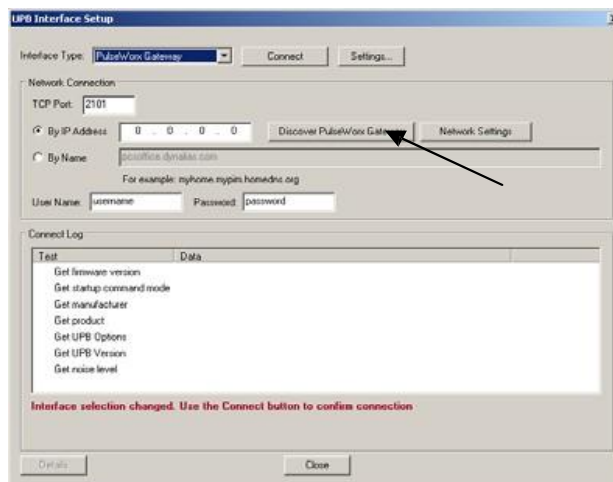 UPB Interface Setup
Interface Type: PulseWorx Gateway Connect Settings...
Network Connection
TCP Port: 2101
By IP Address 0 . 0 . 0 . 0 Discover PulseWorx Gateway Network Settings
By Name pcsoffice.dynalias.com
For example: myhome.mypim.homedns.org
User Name: username Password: password
Connect Log
Test Data
Get firmware version
Get startup command mode
Get manufacturer
Get product
Get UPB Options
Get UPB Version
Get noise level
Interface selection changed. Use the Connect button to confirm connection
Details Close